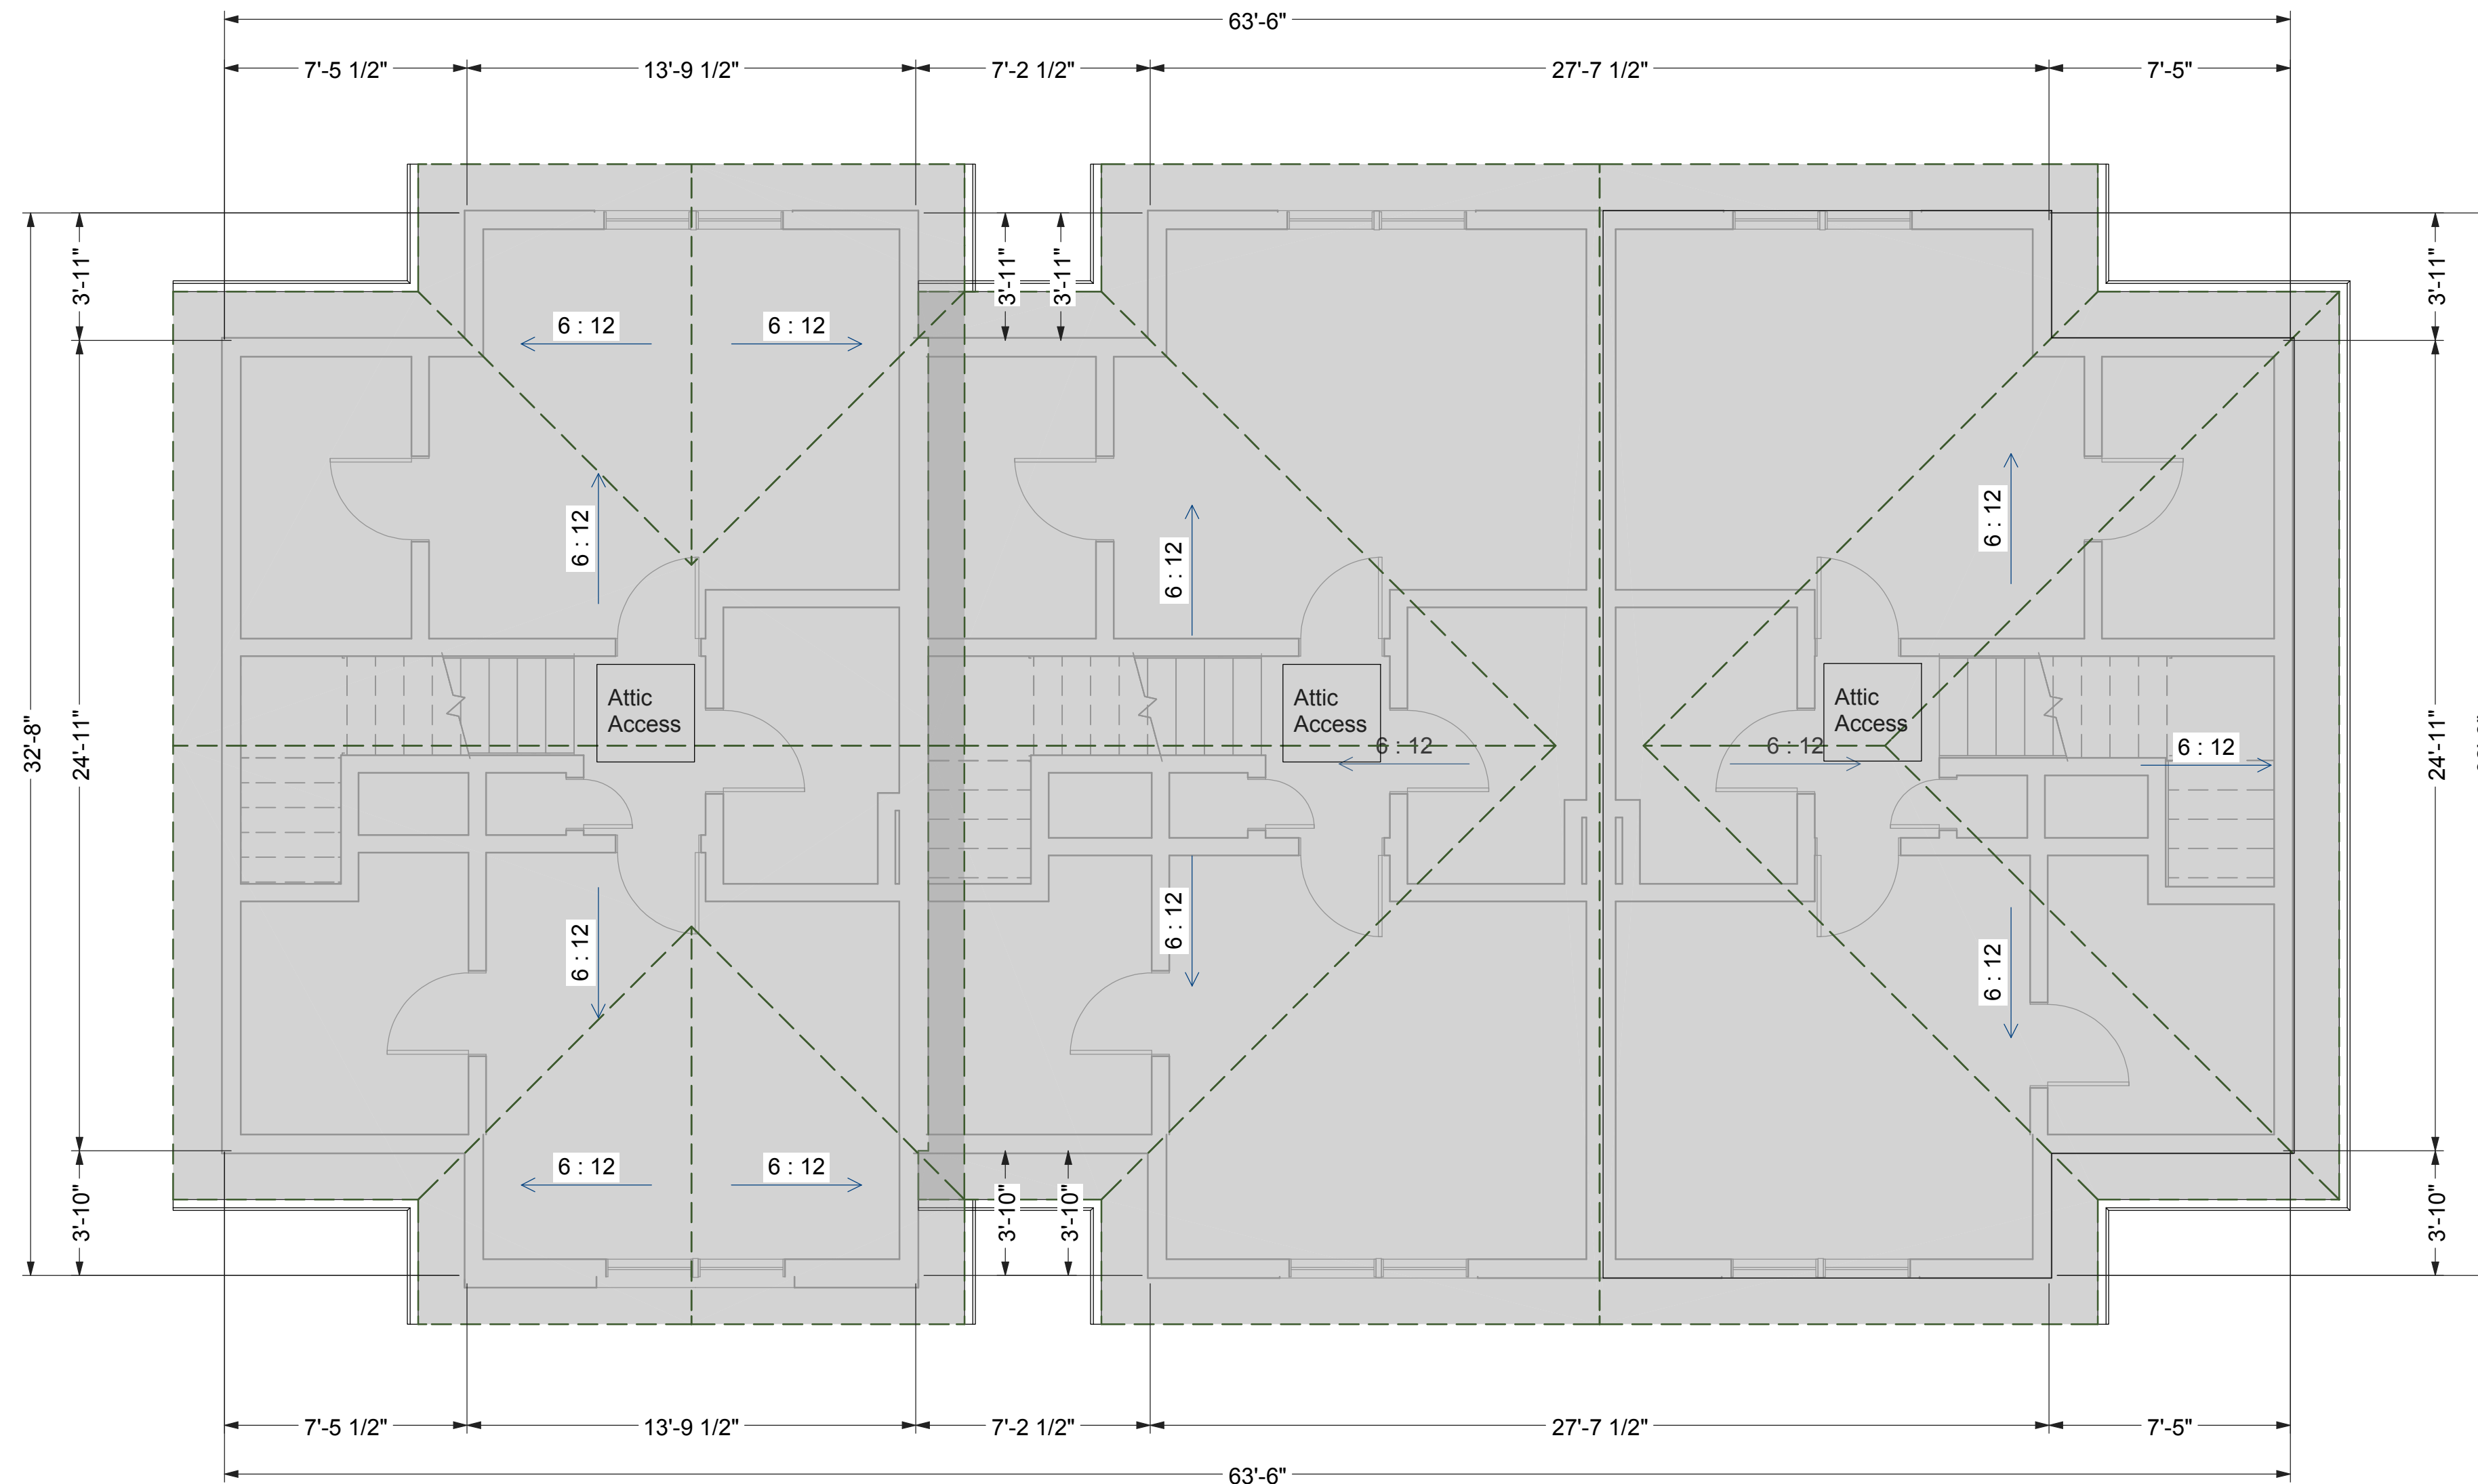 63'-6"
7'-5 1/2"
13'-9 1/2"
7'-2 1/2"
27'-7 1/2"
7'-5"
3'-11"
3'-11"
3'-11"
3'-11"
6 : 12
6 : 12
6 : 12
6 : 12
6 : 12
32'-8"
24'-11"
Attic
Access
Attic
Access
Attic
Access
6 : 12
6 : 12
6 : 12
24'-11"
6 : 12
6 : 12
6 : 12
6 : 12
6 : 12
3'-10"
3'-10"
3'-10"
3'-10"
7'-5 1/2"
13'-9 1/2"
7'-2 1/2"
27'-7 1/2"
7'-5"
63'-6"